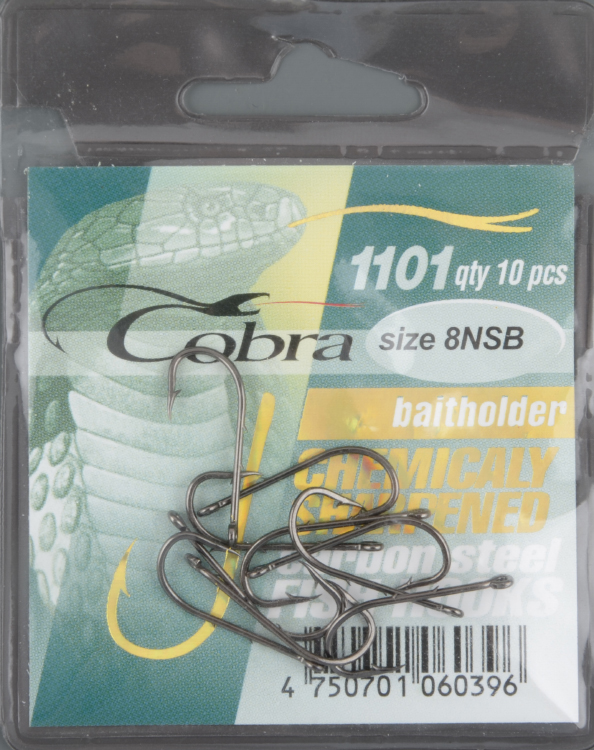 1101 qty 10 pcs
Cobra
size 8NSB
baitholder
CHEMICALY
SHARPENED
carbon steel
FISH HOOKS
4 750701 060396